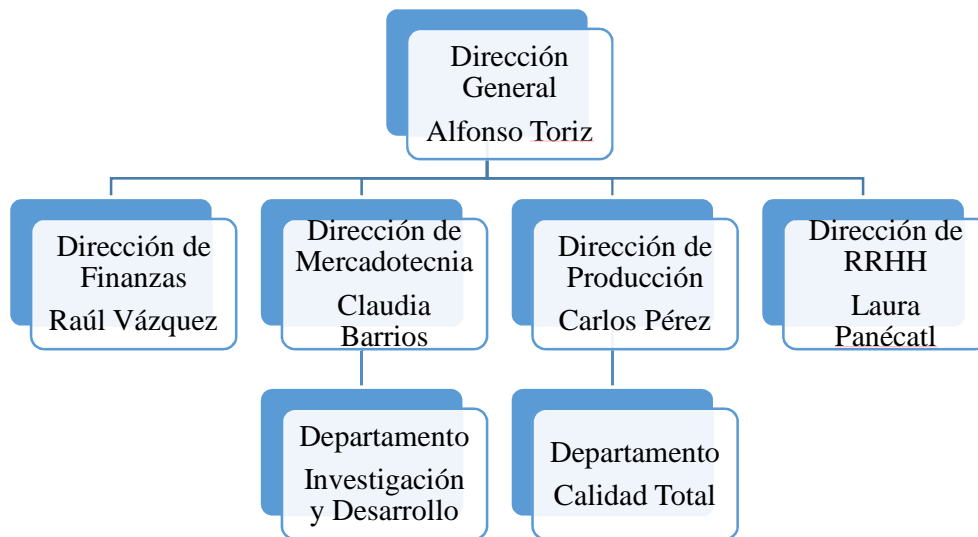 Dirección
General
Alfonso Toriz
Dirección de
Finanzas
Raúl Vázquez
Dirección de
Mercadotecnia
Claudia
Barrios
Dirección de
Producción
Carlos Pérez
Dirección de
RRHH
Laura
Panécatl
Departamento
Investigación
y Desarrollo
Departamento
Calidad Total